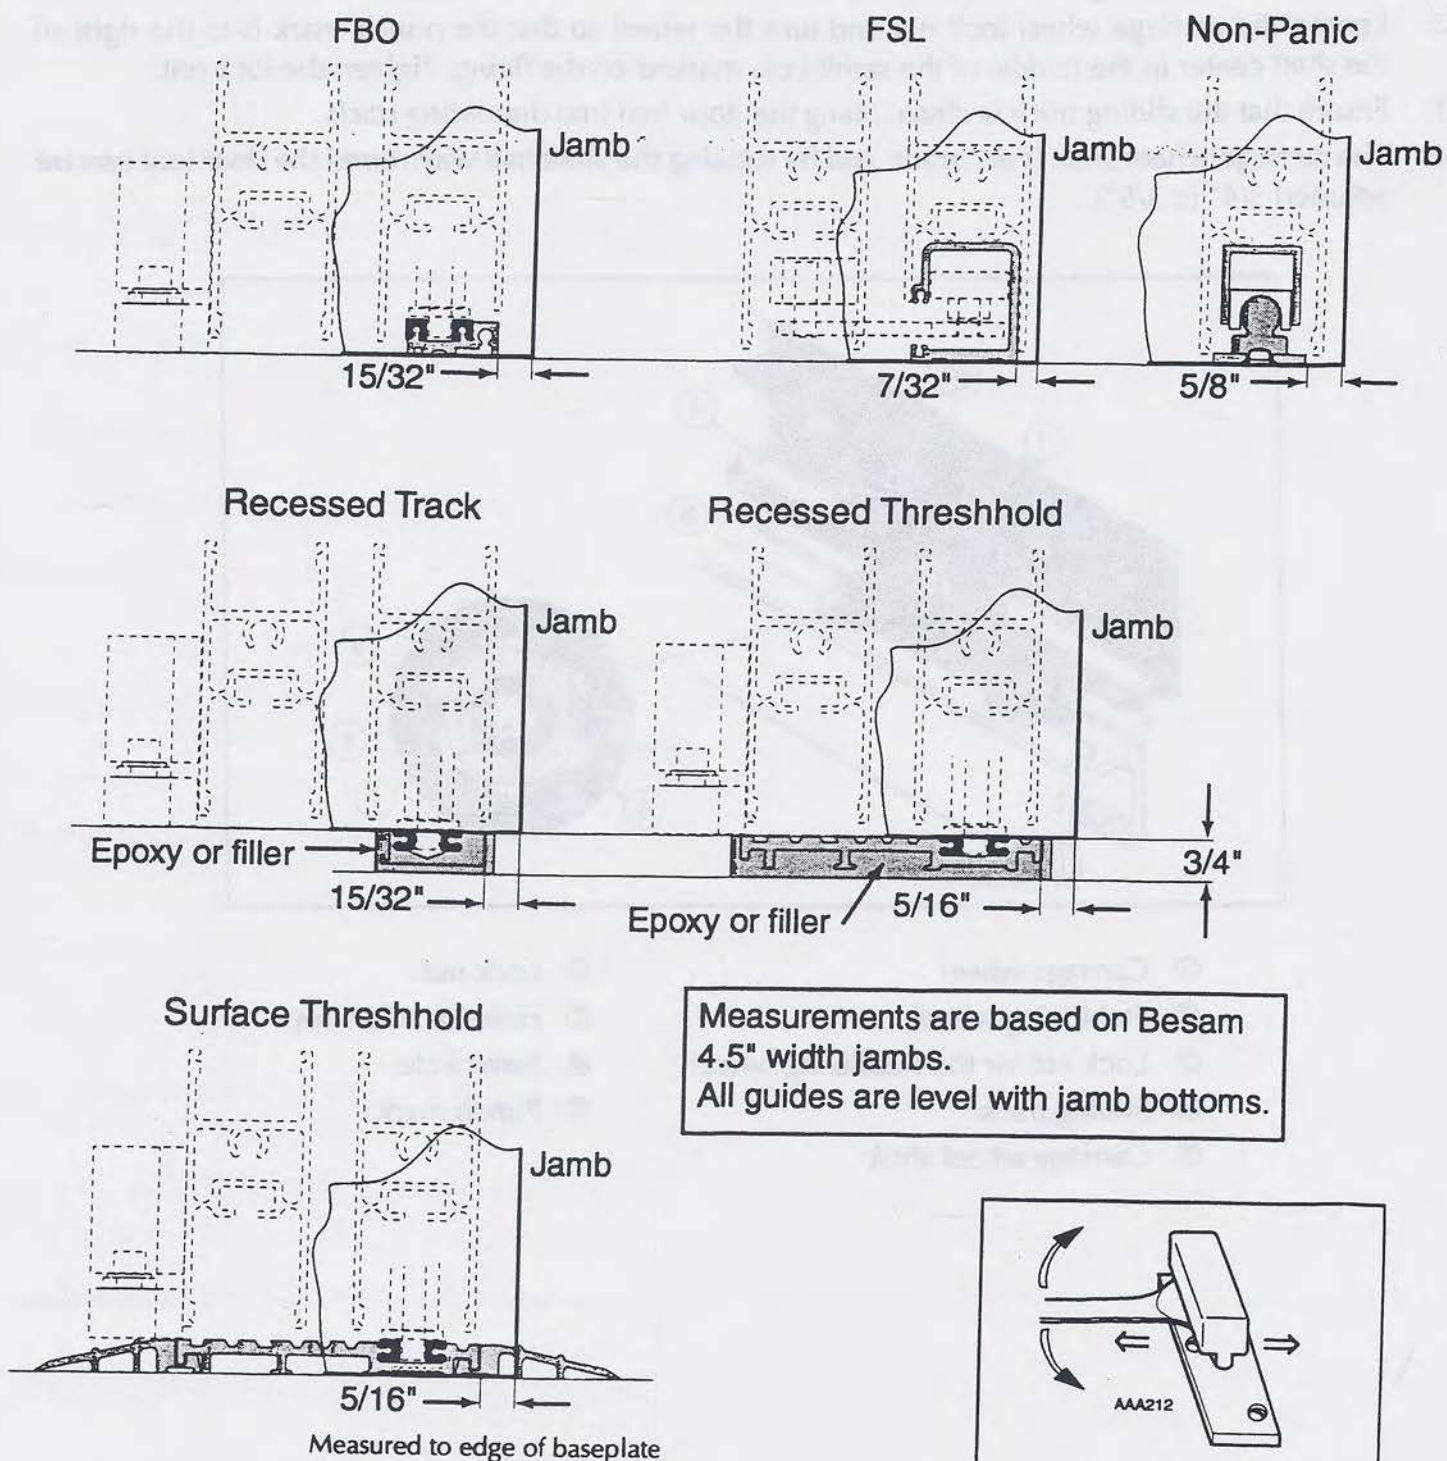 FBO
FSL
Non-Panic
Jamb
Jamb
Jamb
15/32"
7/32"
5/8"
Recessed Track
Recessed Threshhold
Jamb
Jamb
Epoxy or filler
3/4"
15/32"
5/16"
Epoxy or filler
Surface Threshhold
Measurements are based on Besam
4.5" width jambs.
All guides are level with jamb bottoms.
Jamb
AAA212
5/16"
Measured to edge of baseplate